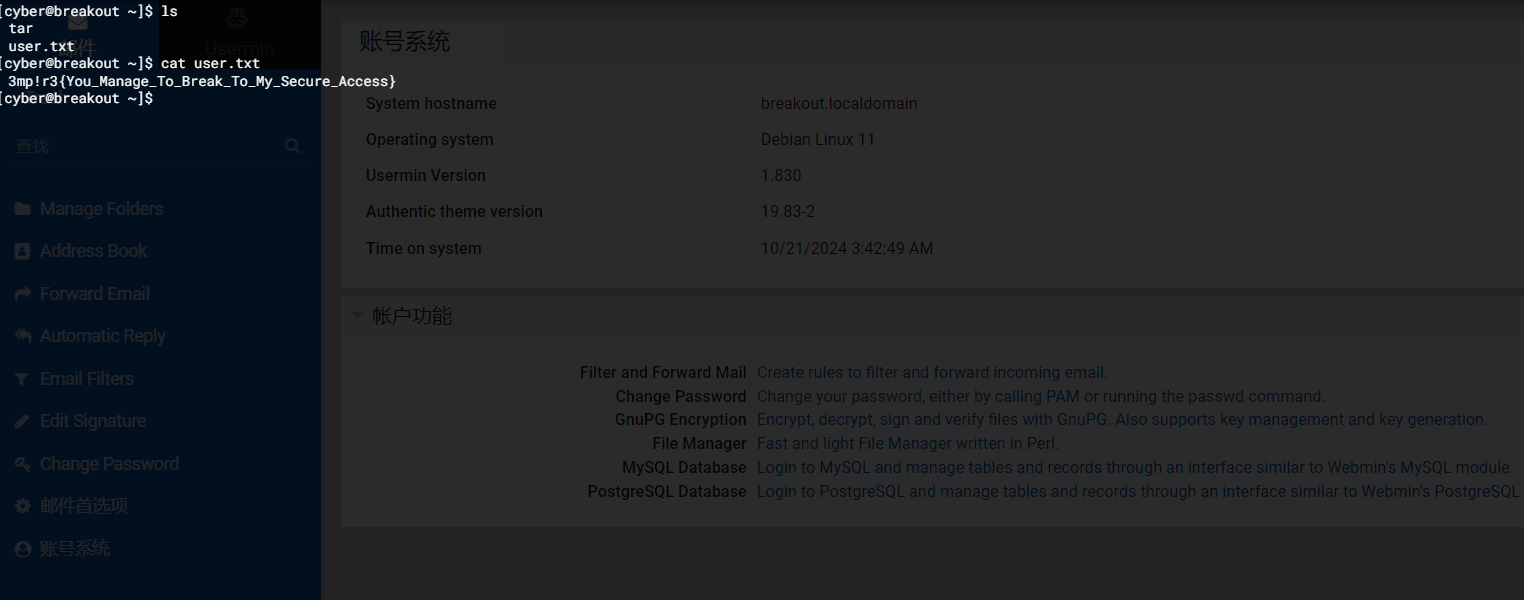 [cyber@breakout ~]$ ls
tar
user.txt
[cyber@breakout ~]$ cat user.txt
3mp!r3{You_Manage_To_Break_To_My_Secure_Access}
[cyber@breakout ~]$
邮件
Usermin
查找
Manage Folders
Address Book
Forward Email
Automatic Reply
Email Filters
Edit Signature
Change Password
邮件首选项
账号系统
账号系统
System hostname breakout.localdomain
Operating system Debian Linux 11
Usermin Version 1.830
Authentic theme version 19.83-2
Time on system 10/21/2024 3:42:49 AM
帐户功能
Filter and Forward Mail Create rules to filter and forward incoming email.
Change Password Change your password, either by calling PAM or running the passwd command.
GnuPG Encryption Encrypt, decrypt, sign and verify files with GnuPG. Also supports key management and key generation.
File Manager Fast and light File Manager written in Perl.
MySQL Database Login to MySQL and manage tables and records through an interface similar to Webmin's MySQL module.
PostgreSQL Database Login to PostgreSQL and manage tables and records through an interface similar to Webmin's PostgreSQL